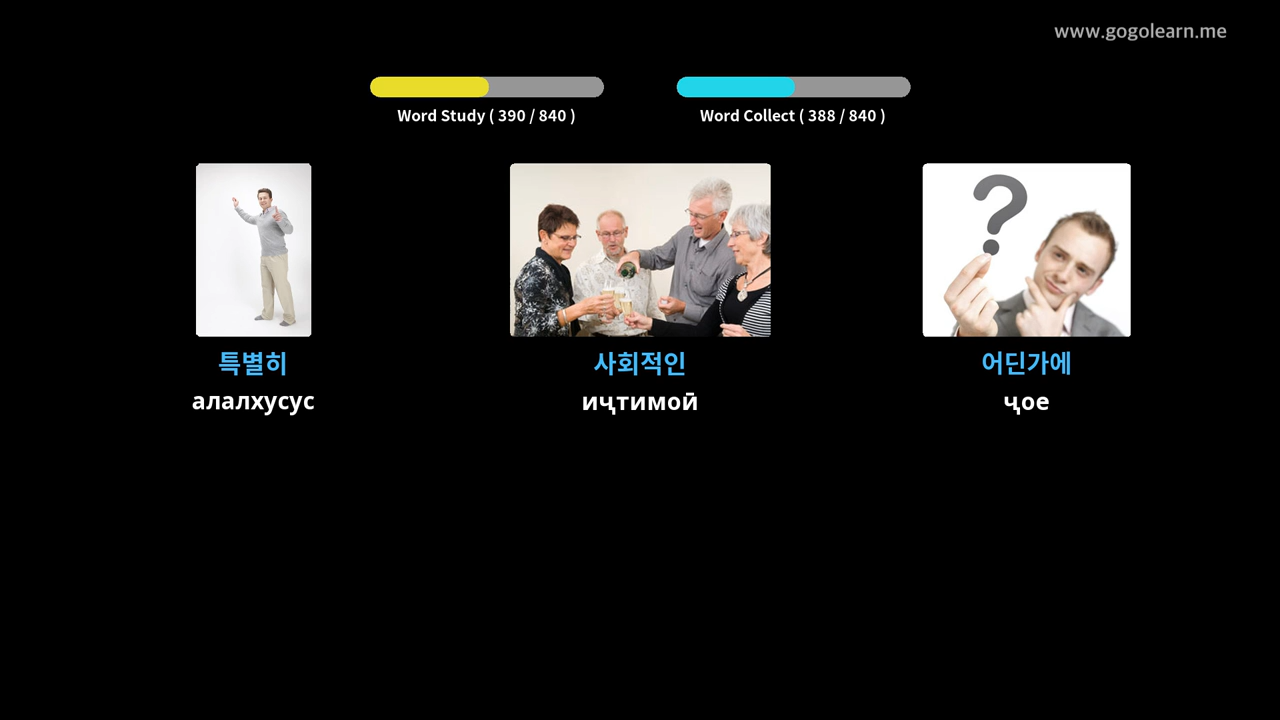 www.gogolearn.me
Word Study ( 390 / 840 )
Word Collect ( 388 / 840 )
특별히
사회적인
어딘가에
алалхусус
иҷтимоӣ
ҷое